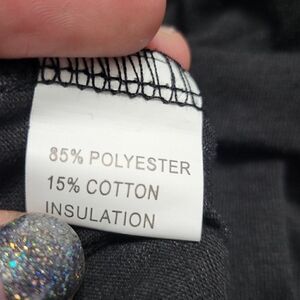 85% POLYESTER
15% COTTON
INSULATION